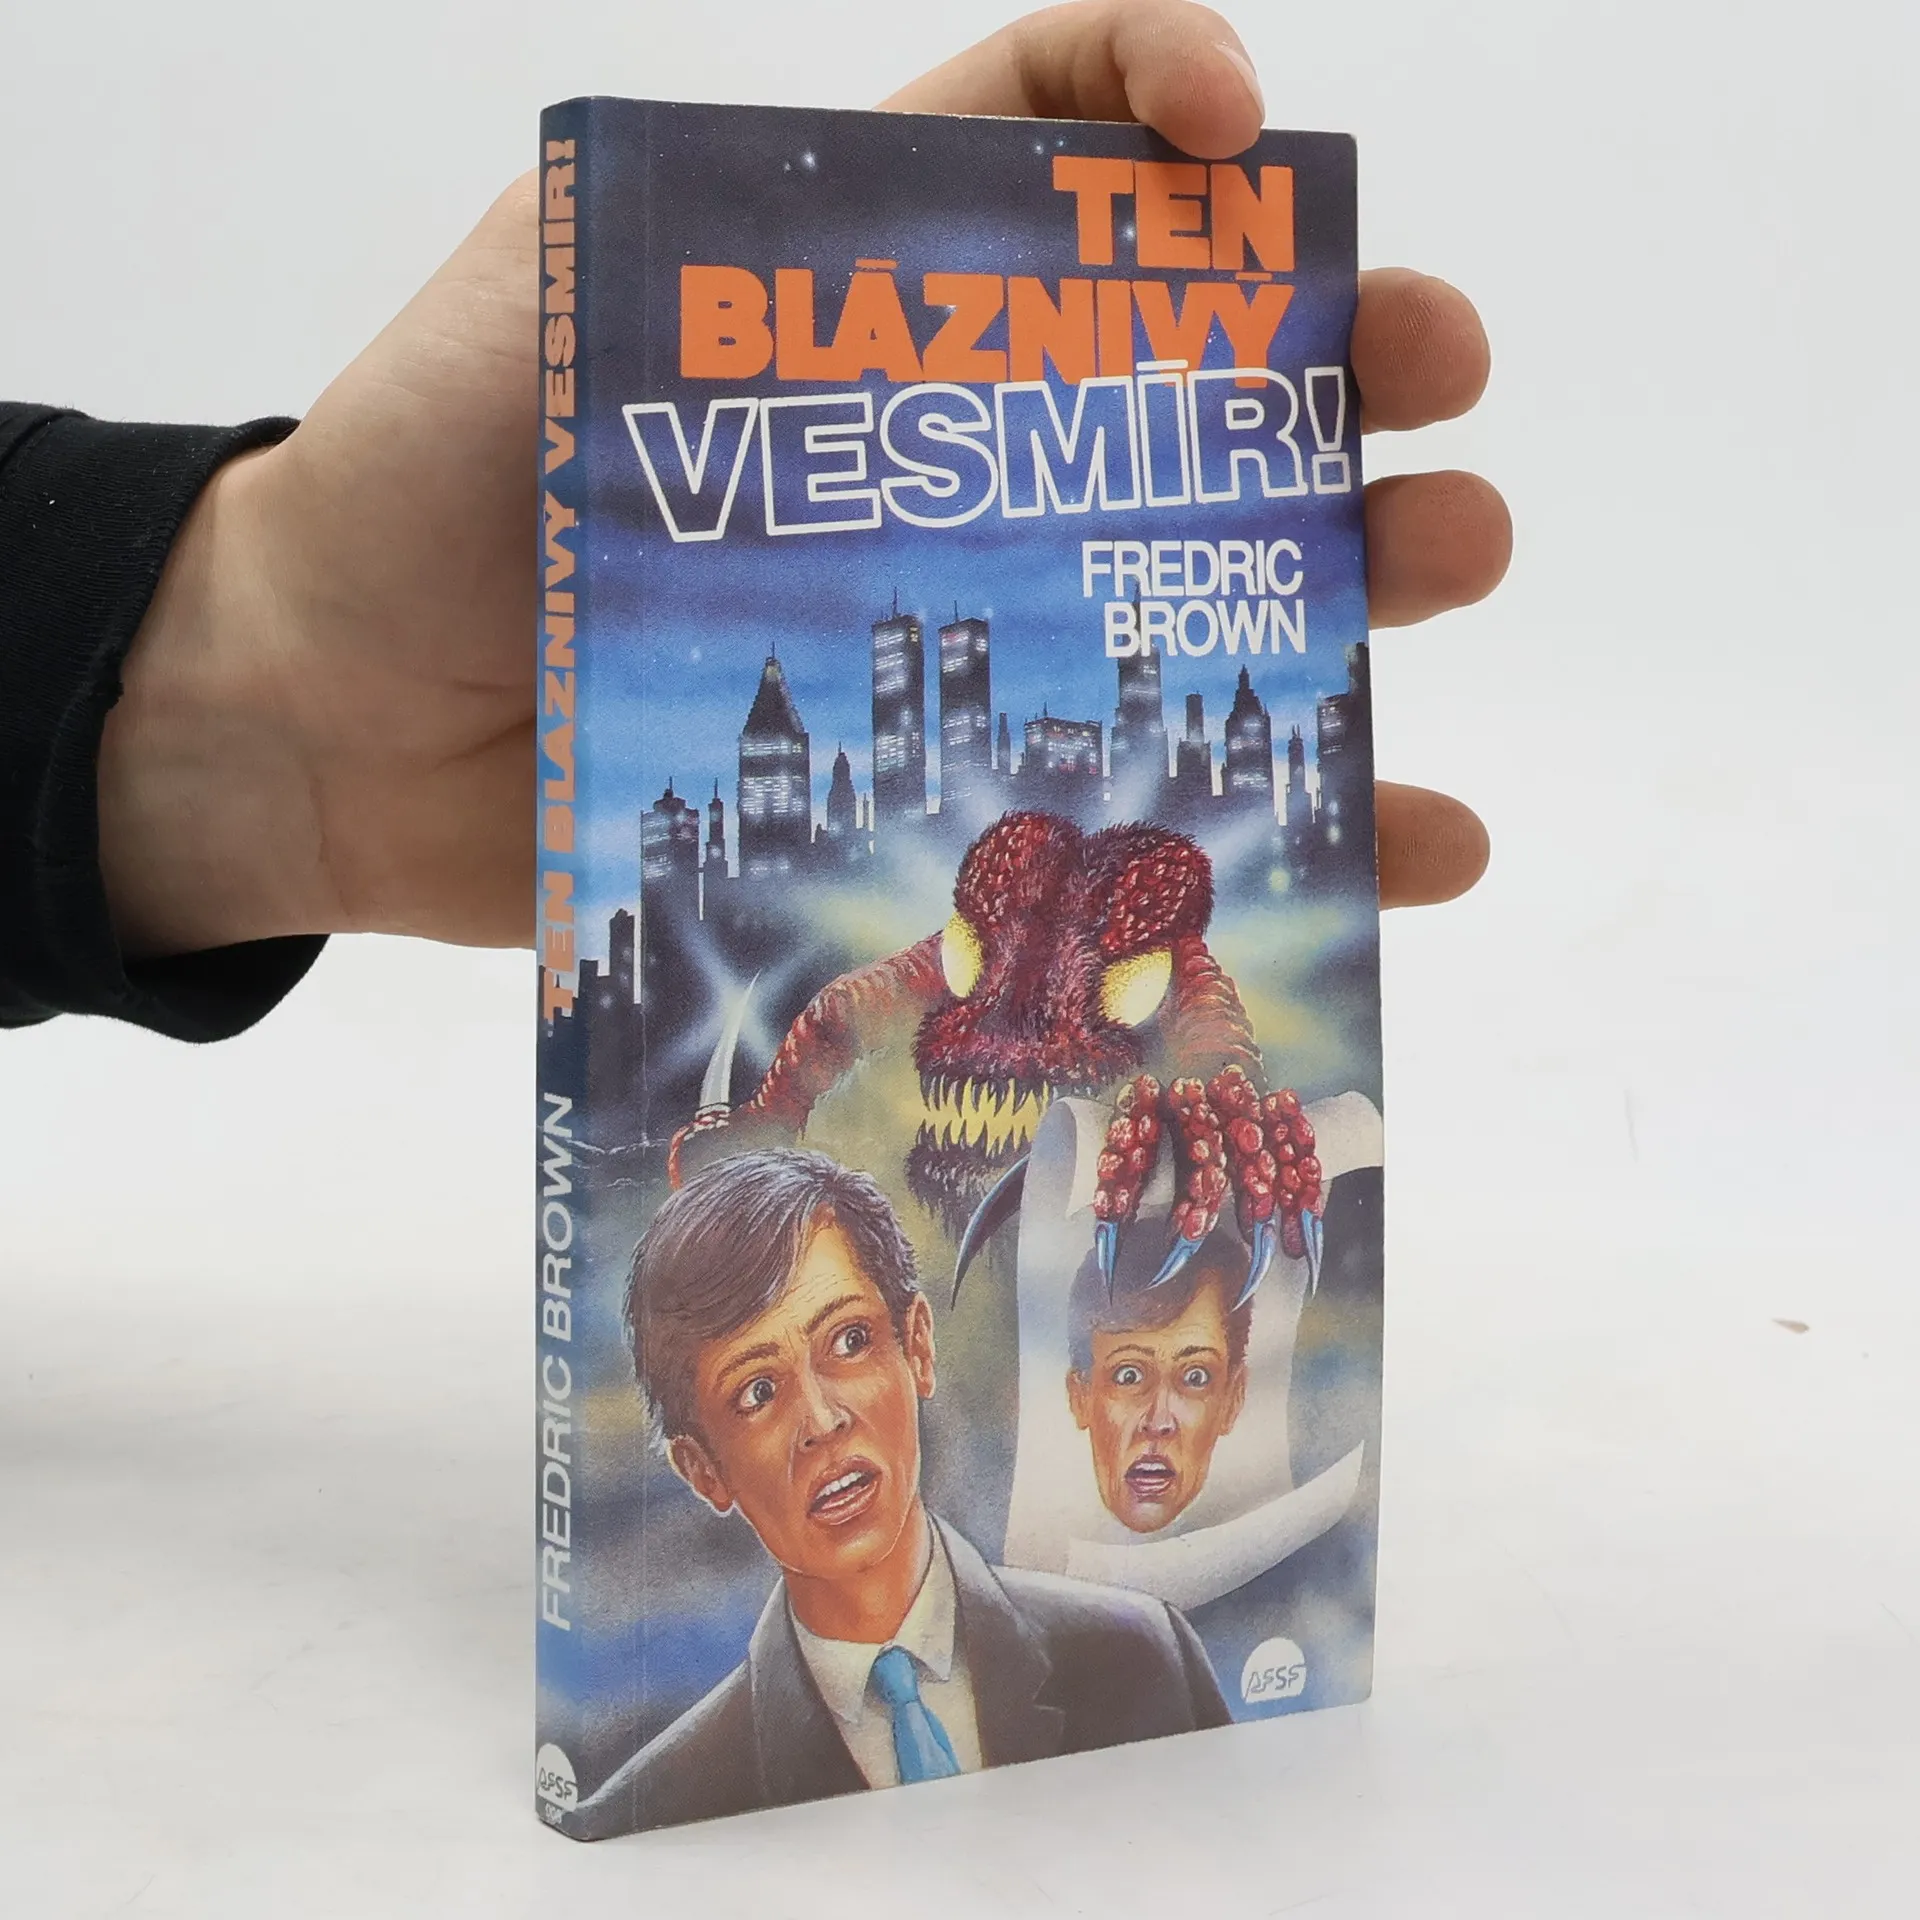 TEN
BLÁZNIVÝ
VESMÍR!
FREDRIC
BROWN
FREDRIC BROWN TEN BLÁZNIVÝ VESMÍR!
AFSF
AFSF